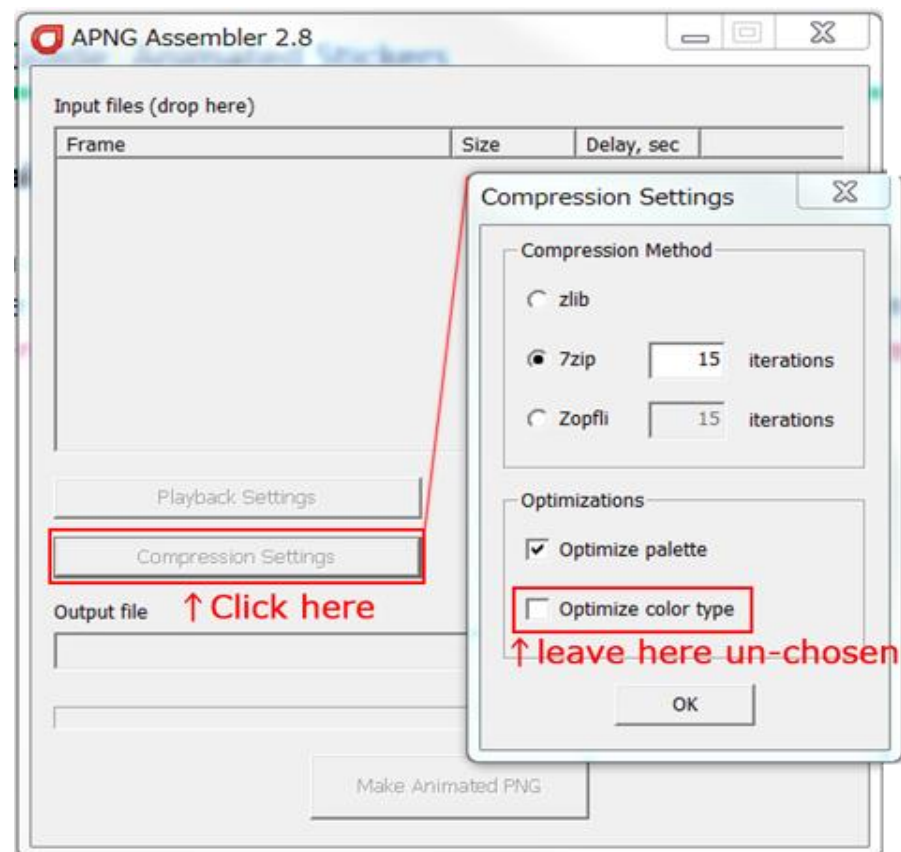 APNG Assembler 2.8
Input files (drop here)
Frame Size Delay, sec
Compression Settings
Compression Method
zlib
7zip 15 iterations
Zopfli 15 iterations
Playback Settings
Optimizations
Compression Settings
Optimize palette
↑Click here
Output file
Optimize color type
↑leave here un-chosen
OK
Make Animated PNG